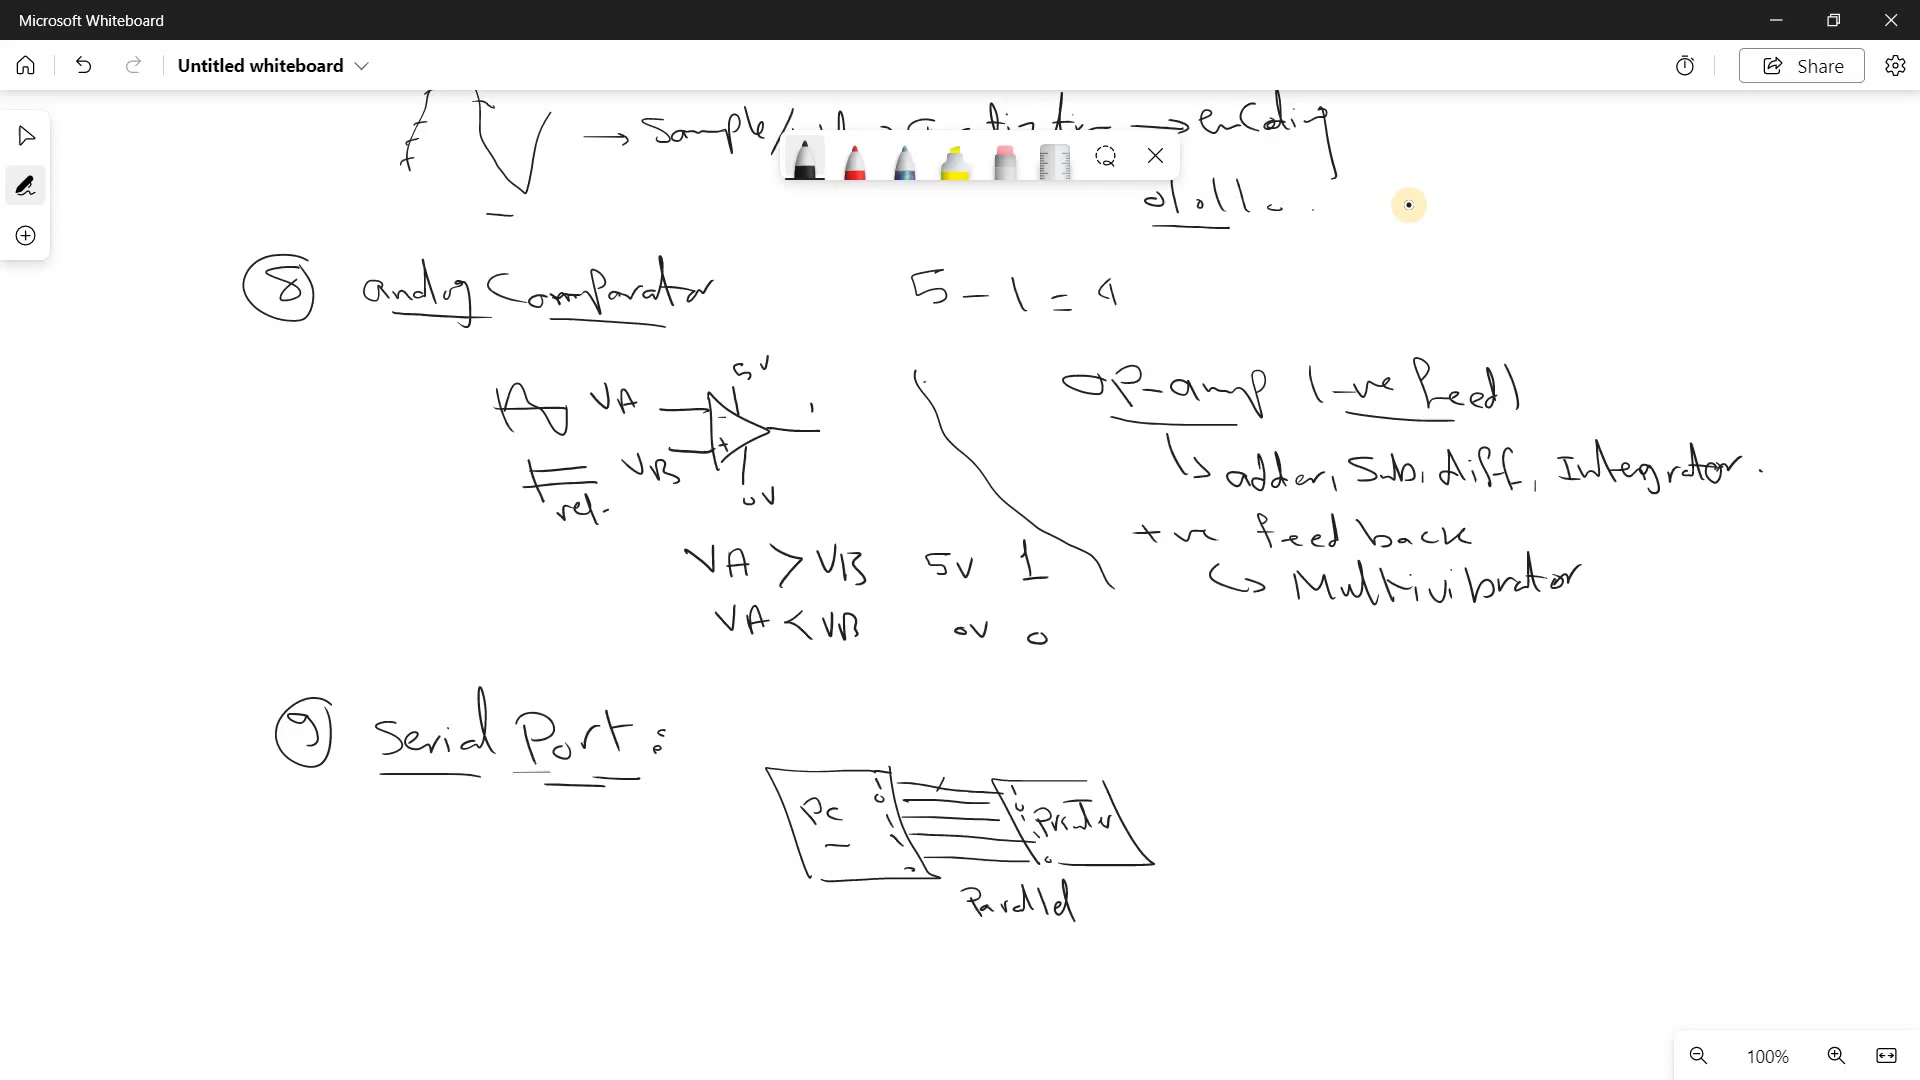 Microsoft Whiteboard
Untitled whiteboard
Share
→ Sample/ → encoding
010110
8 analog Comparator
5 - 1 = 4
5V
VA
-
+
VB
0V
ref.
VA > VB 5V 1
VA < VB 0V 0
OP-amp (-ve feed)
↳ adder, Sub, diff, Integrator.
+ve feed back
↳ Multivibrator
9 Serial Port:
PC
Printer
Parallel
100%